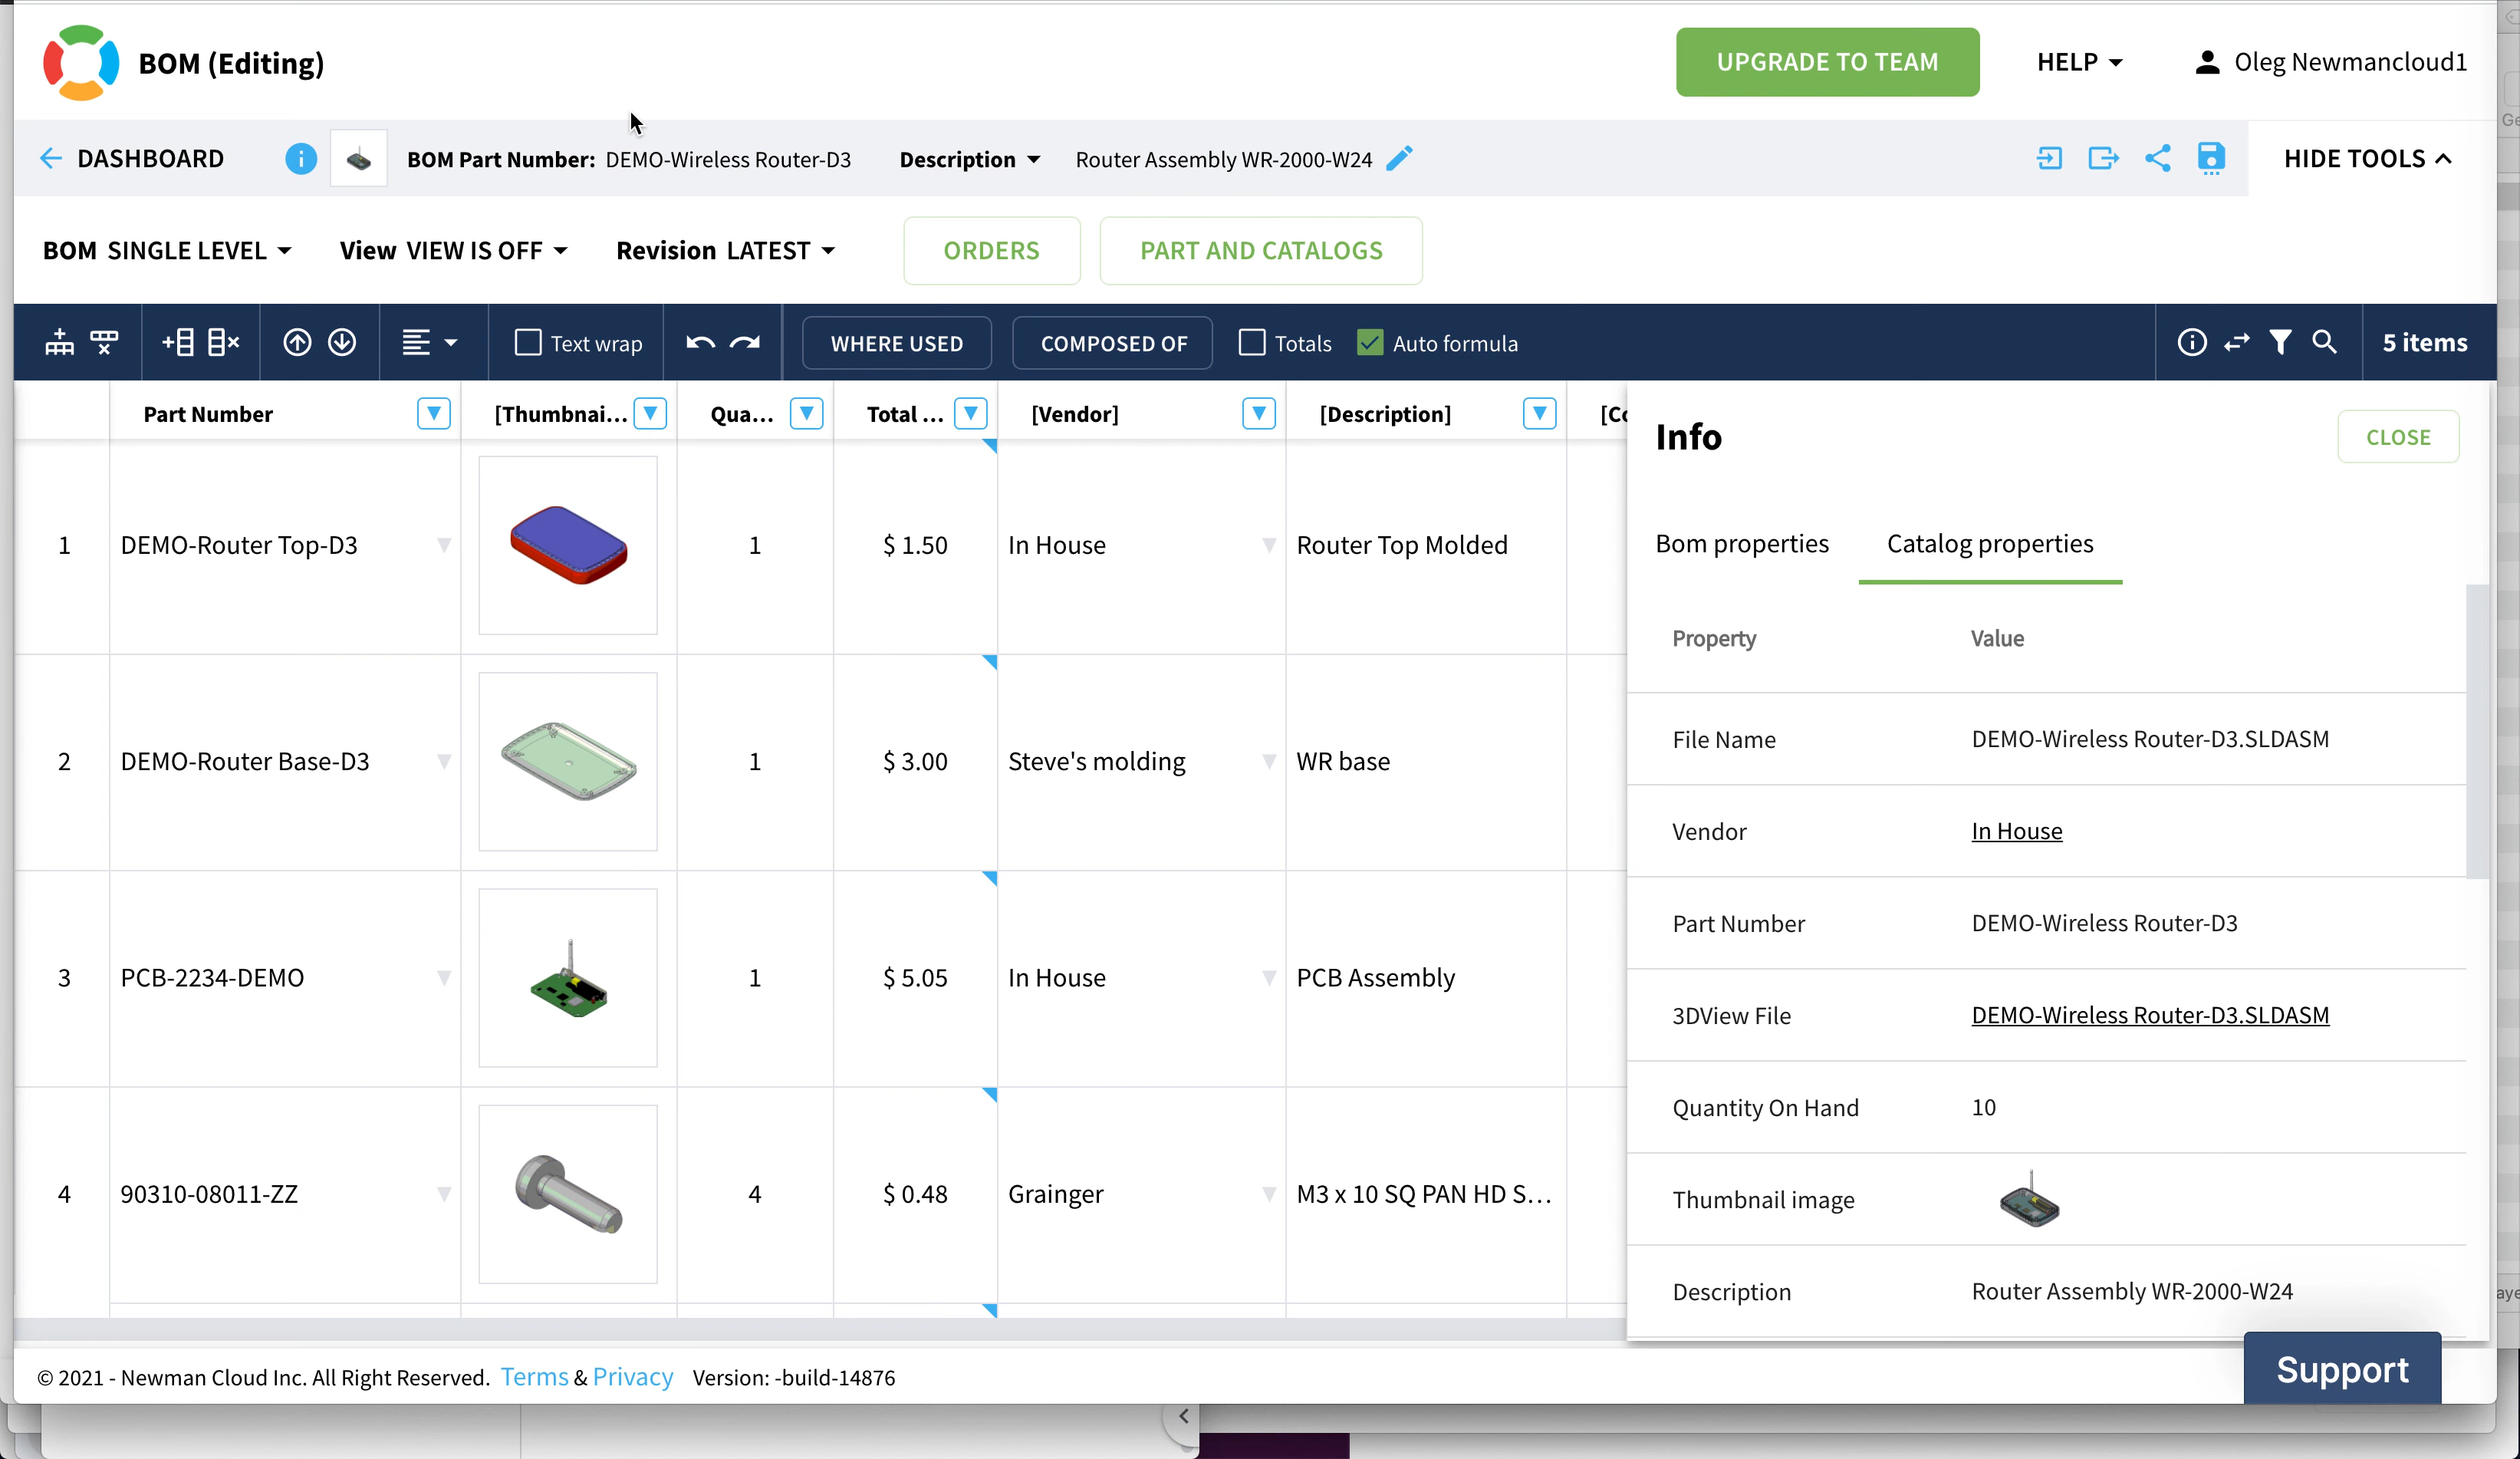 BOM (Editing)
UPGRADE TO TEAM
HELP
Oleg Newmancloud1
DASHBOARD
BOM Part Number: DEMO-Wireless Router-D3
Description
Router Assembly WR-2000-W24
HIDE TOOLS
BOM SINGLE LEVEL
View VIEW IS OFF
Revision LATEST
ORDERS
PART AND CATALOGS
Text wrap
WHERE USED
COMPOSED OF
Totals
Auto formula
5 items
Part Number
[Thumbnai...
Qua...
Total ...
[Vendor]
[Description]
1 DEMO-Router Top-D3 1 $ 1.50 In House Router Top Molded
2 DEMO-Router Base-D3 1 $ 3.00 Steve's molding WR base
3 PCB-2234-DEMO 1 $ 5.05 In House PCB Assembly
4 90310-08011-ZZ 4 $ 0.48 Grainger M3 x 10 SQ PAN HD S...
Info
CLOSE
Bom properties
Catalog properties
Property Value
File Name DEMO-Wireless Router-D3.SLDASM
Vendor In House
Part Number DEMO-Wireless Router-D3
3DView File DEMO-Wireless Router-D3.SLDASM
Quantity On Hand 10
Thumbnail image
Description Router Assembly WR-2000-W24
© 2021 - Newman Cloud Inc. All Right Reserved. Terms & Privacy Version: -build-14876
Support